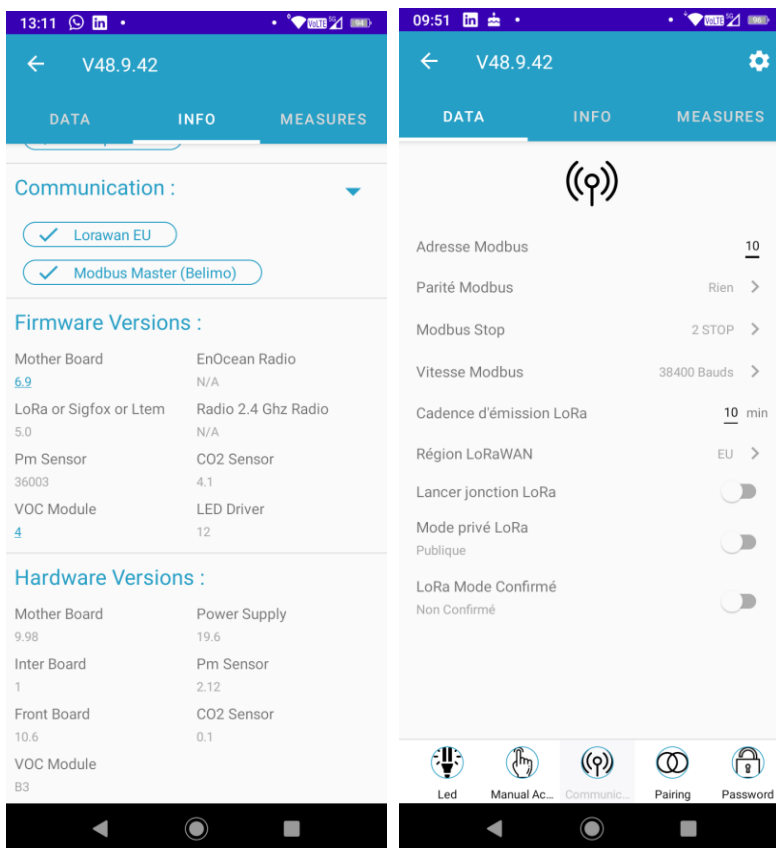 13:11
94
V48.9.42
DATA INFO MEASURES
Communication :
Lorawan EU
Modbus Master (Belimo)
Firmware Versions :
Mother Board EnOcean Radio
6.9 N/A
LoRa or Sigfox or Ltem Radio 2.4 Ghz Radio
5.0 N/A
Pm Sensor CO2 Sensor
36003 4.1
VOC Module LED Driver
4 12
Hardware Versions :
Mother Board Power Supply
9.98 19.6
Inter Board Pm Sensor
1 2.12
Front Board CO2 Sensor
10.6 0.1
VOC Module
B3
09:51 in
VoLTE 96
V48.9.42
DATA INFO MEASURES
Adresse Modbus 10
Parité Modbus Rien
Modbus Stop 2 STOP
Vitesse Modbus 38400 Bauds
Cadence d'émission LoRa 10 min
Région LoRaWAN EU
Lancer jonction LoRa
Mode privé LoRa
Publique
LoRa Mode Confirmé
Non Confirmé
Led Manual Ac... Communic... Pairing Password